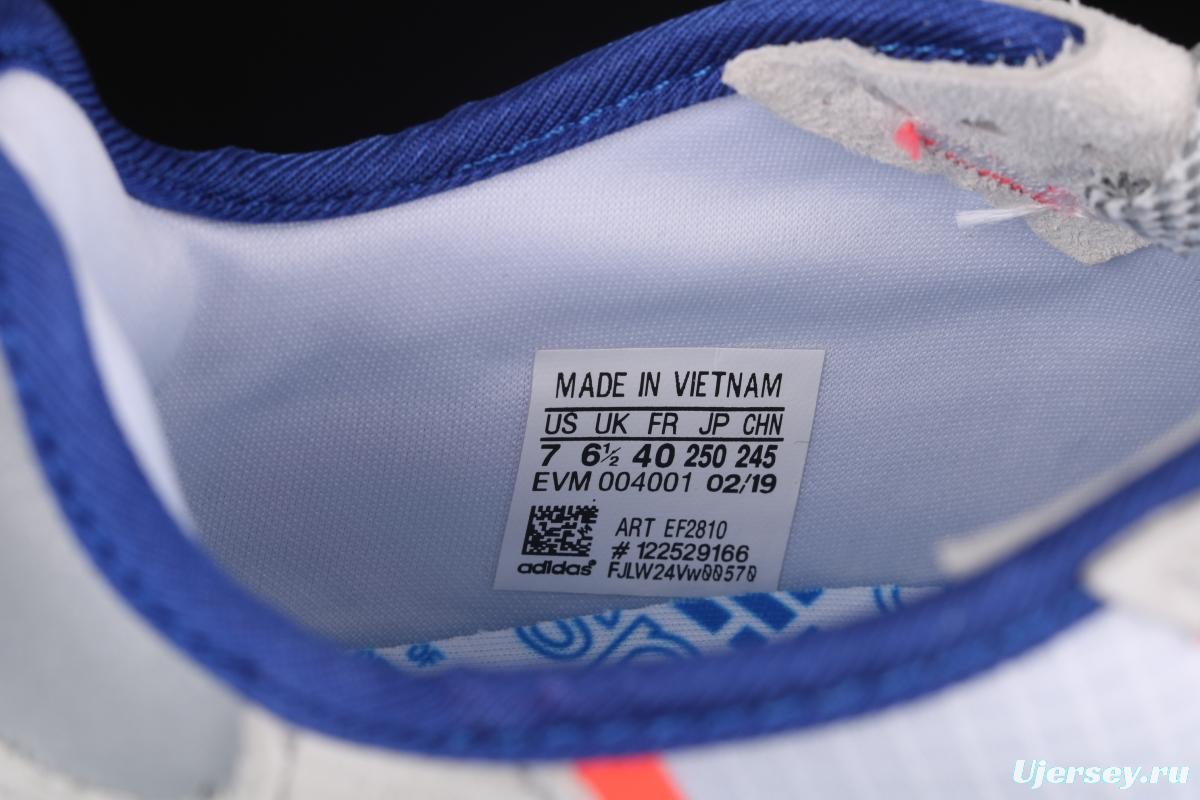 MADE IN VIETNAM
US UK FR JP CHN
7 6½ 40 250 245
EVM 004001 02/19
ART EF2810
# 122529166
adidas FJLW24Vw00570
Ujersey.ru